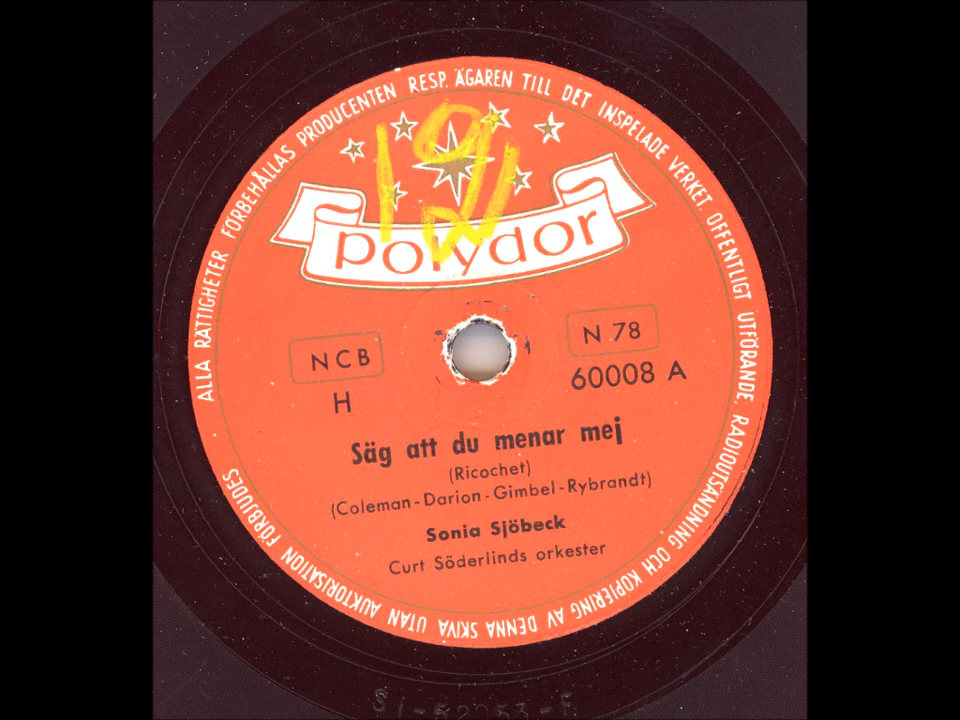 ALLA RÄTTIGHETER FÖRBEHÅLLAS PRODUCENTEN RESP. ÄGAREN TILL DET INSPELADE VERKET. OFFENTLIGT UTFÖRANDE, RADIOUTSÄNDNING OCH KOPIERING AV DENNA SKIVA UTAN AUKTORISATION FÖRBJUDES
polydor
NCB
N 78
H
60008 A
Säg att du menar mej
(Ricochet)
(Coleman-Darion-Gimbel-Rybrandt)
Sonia Sjöbeck
Curt Söderlinds orkester